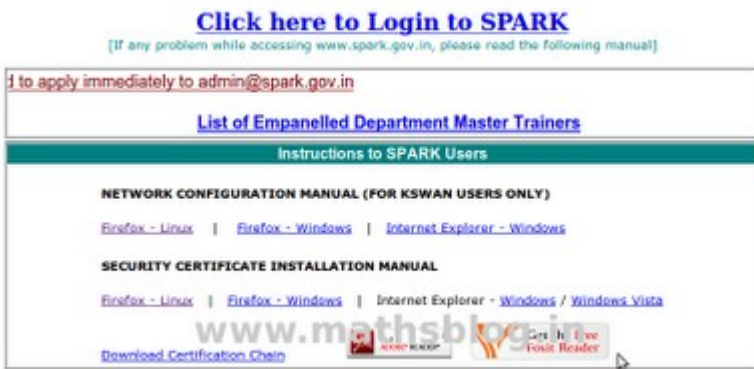 Click here to Login to SPARK
[If any problem while accessing www.spark.gov.in, please read the following manual]
d to apply immediately to admin@spark.gov.in
List of Empanelled Department Master Trainers
Instructions to SPARK Users
NETWORK CONFIGURATION MANUAL (FOR KSWAN USERS ONLY)
Firefox - Linux | Firefox - Windows | Internet Explorer - Windows
SECURITY CERTIFICATE INSTALLATION MANUAL
Firefox - Linux | Firefox - Windows | Internet Explorer - Windows / Windows Vista
www.mathsblog.in
Download Certification Chain
Get the Free
Foxit Reader